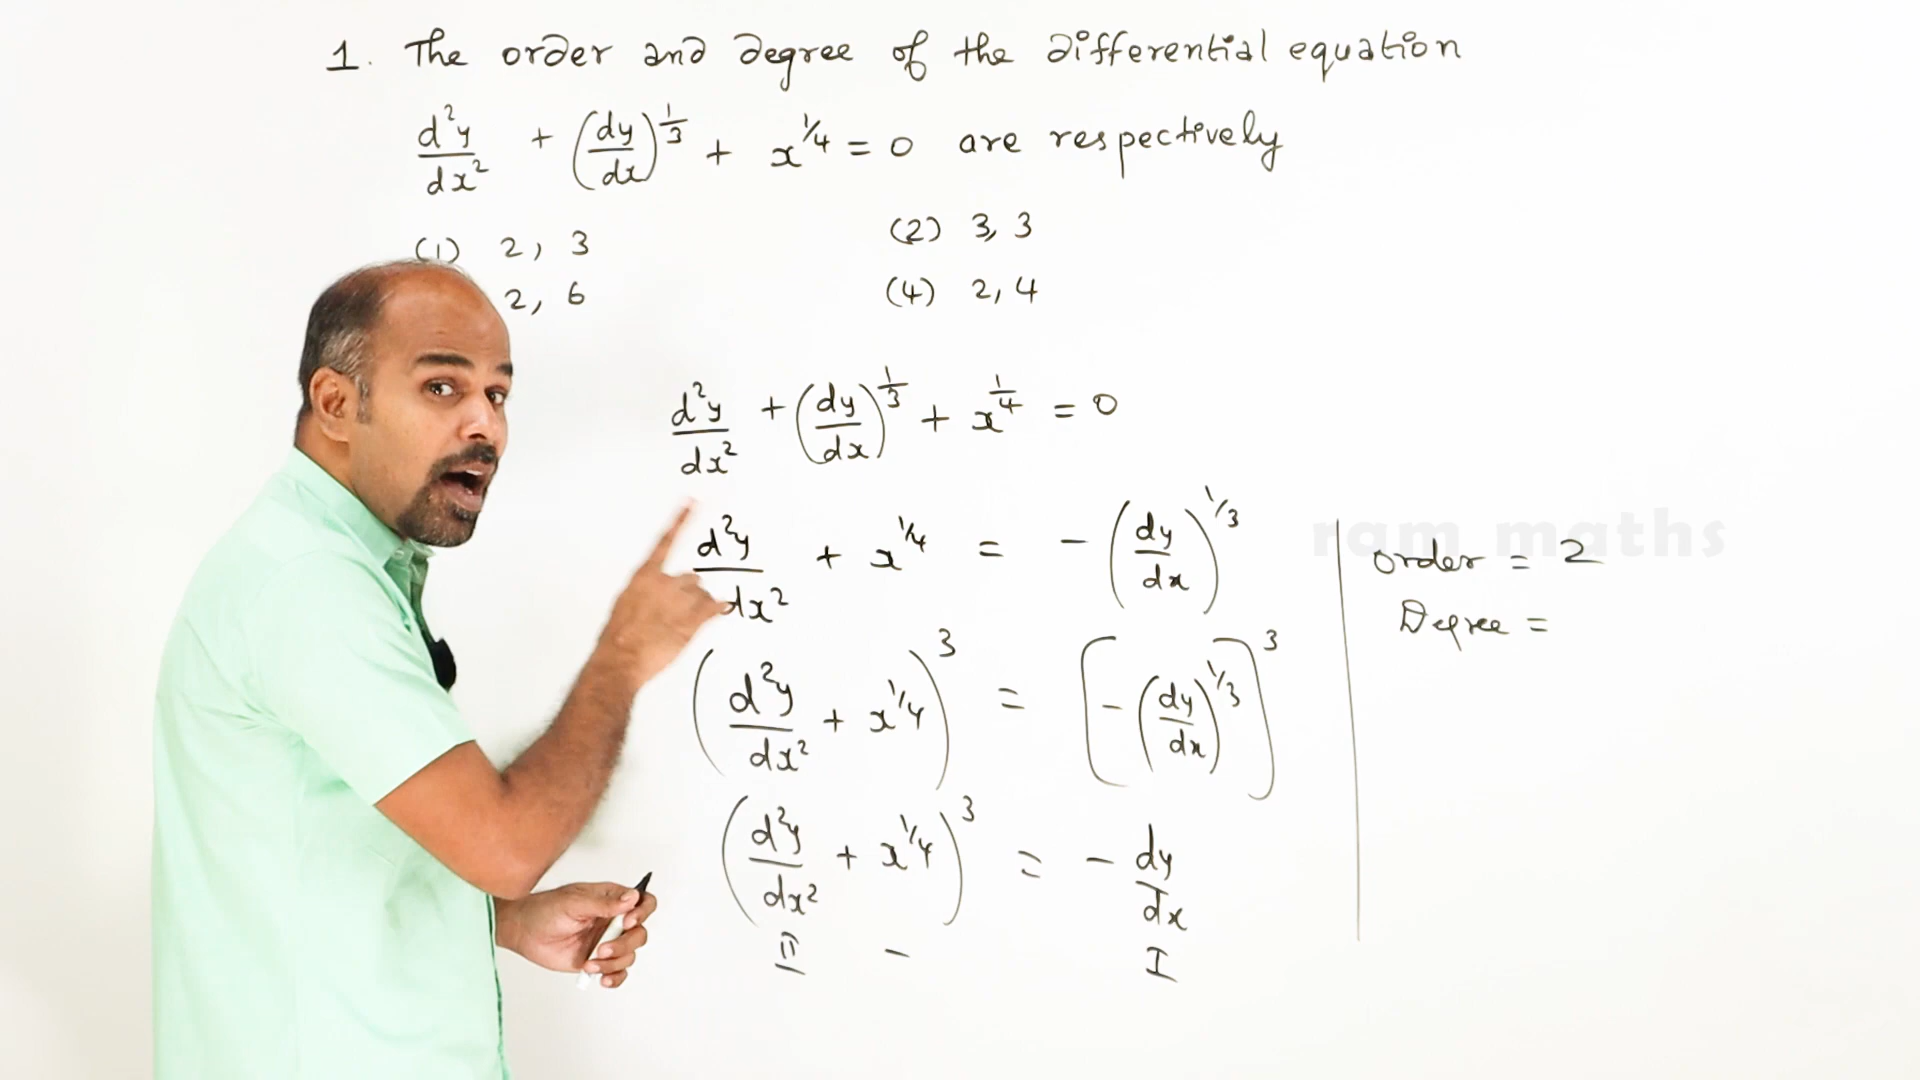 1. The order and degree of the differential equation
d²y/dx² + (dy/dx)^1/3 + x^1/4 = 0 are respectively
(1) 2, 3 (2) 3, 3
2, 6 (4) 2, 4
d²y/dx² + (dy/dx)^1/3 + x^1/4 = 0
d²y/dx² + x^1/4 = - (dy/dx)^1/3
ram maths
order = 2
Degree =
(d²y/dx² + x^1/4)^3 = [- (dy/dx)^1/3]^3
(d²y/dx² + x^1/4)^3 = - dy/dx
II - I